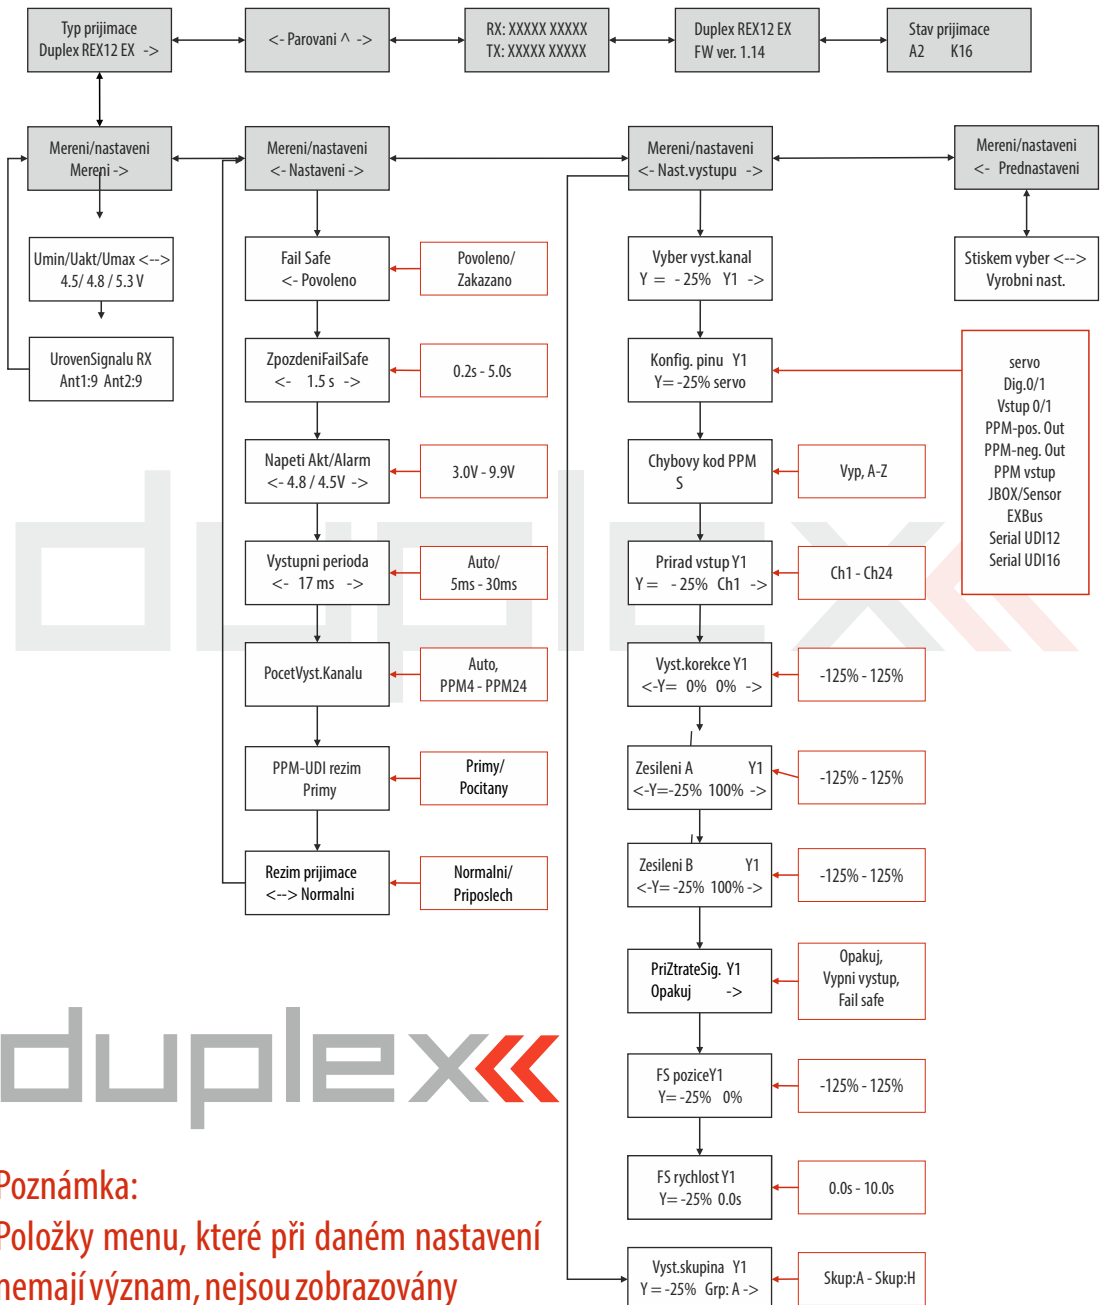 Typ prijimace
Duplex REX12 EX ->
<- Parovani ^ ->
RX: XXXXX XXXXX
TX: XXXXX XXXXX
Duplex REX12 EX
FW ver. 1.14
Stav prijimace
A2 K16
Mereni/nastaveni
Mereni ->
Mereni/nastaveni
<- Nastaveni ->
Mereni/nastaveni
<- Nast.vystupu ->
Mereni/nastaveni
<- Prednastaveni
Umin/Uakt/Umax <-->
4.5/ 4.8 / 5.3 V
UrovenSignalu RX
Ant1:9 Ant2:9
Fail Safe
<- Povoleno
Povoleno/
Zakazano
ZpozdeniFailSafe
<- 1.5 s ->
0.2s - 5.0s
Napeti Akt/Alarm
<- 4.8 / 4.5V ->
3.0V - 9.9V
Vystupni perioda
<- 17 ms ->
Auto/
5ms - 30ms
PocetVyst.Kanalu
Auto,
PPM4 - PPM24
PPM-UDI rezim
Primy
Primy/
Pocitany
Rezim prijimace
<--> Normalni
Normalni/
Priposlech
Vyber vyst.kanal
Y = - 25% Y1 ->
Konfig. pinu Y1
Y= -25% servo
Chybovy kod PPM
S
Vyp, A-Z
Prirad vstup Y1
Y = - 25% Ch1 ->
Ch1 - Ch24
Vyst.korekce Y1
<-Y= 0% 0% ->
-125% - 125%
Zesileni A Y1
<-Y=-25% 100% ->
-125% - 125%
Zesileni B Y1
<-Y= -25% 100% ->
-125% - 125%
PriZtrateSig. Y1
Opakuj ->
Opakuj,
Vypni vystup,
Fail safe
FS poziceY1
Y= -25% 0%
-125% - 125%
FS rychlost Y1
Y= -25% 0.0s
0.0s - 10.0s
Vyst.skupina Y1
Y = -25% Grp: A ->
Skup:A - Skup:H
Stiskem vyber <-->
Vyrobni nast.
servo
Dig.0/1
Vstup 0/1
PPM-pos. Out
PPM-neg. Out
PPM vstup
JBOX/Sensor
EXBus
Serial UDI12
Serial UDI16
duplex
duplex
Poznámka:
Položky menu, které při daném nastavení
nemají význam, nejsou zobrazovány